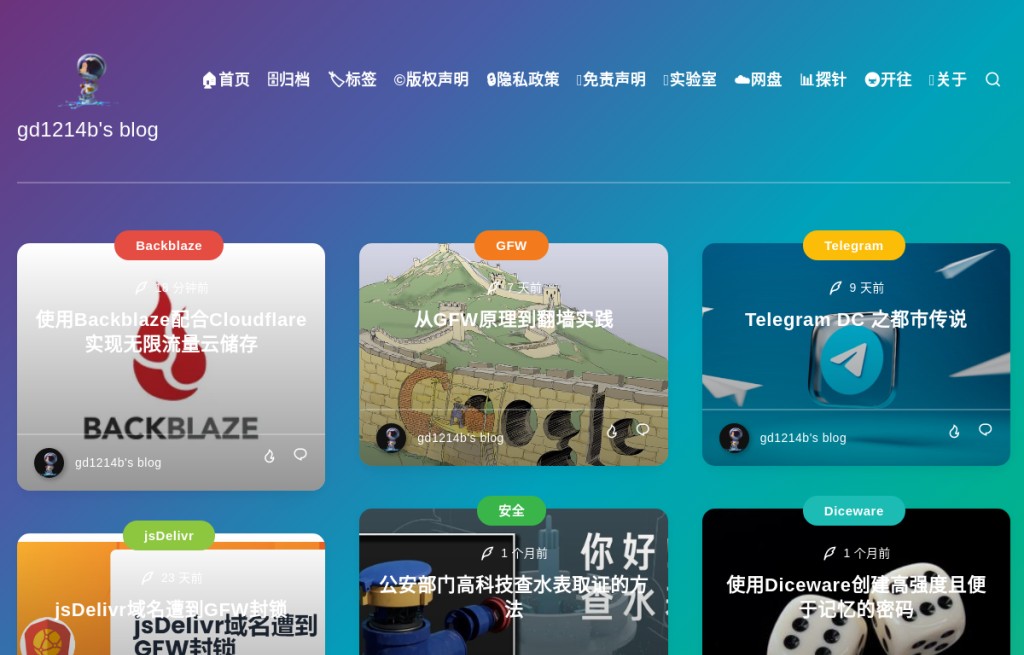 首页 归档 标签 ©版权声明 隐私政策 免责声明 实验室 网盘 探针 开往 关于
gd1214b's blog
Backblaze
18 分钟前
使用Backblaze配合Cloudflare
实现无限流量云储存
BACKBLAZE
gd1214b's blog
GFW
7 天前
从GFW原理到翻墙实践
gd1214b's blog
Telegram
9 天前
Telegram DC 之都市传说
gd1214b's blog
jsDelivr
23 天前
jsDelivr域名遭到GFW封锁
jsDelivr域名遭到
GFW封锁
安全
1 个月前
你好
公安部门高科技查水表取证的方
法
查水
Diceware
1 个月前
使用Diceware创建高强度且便
于记忆的密码